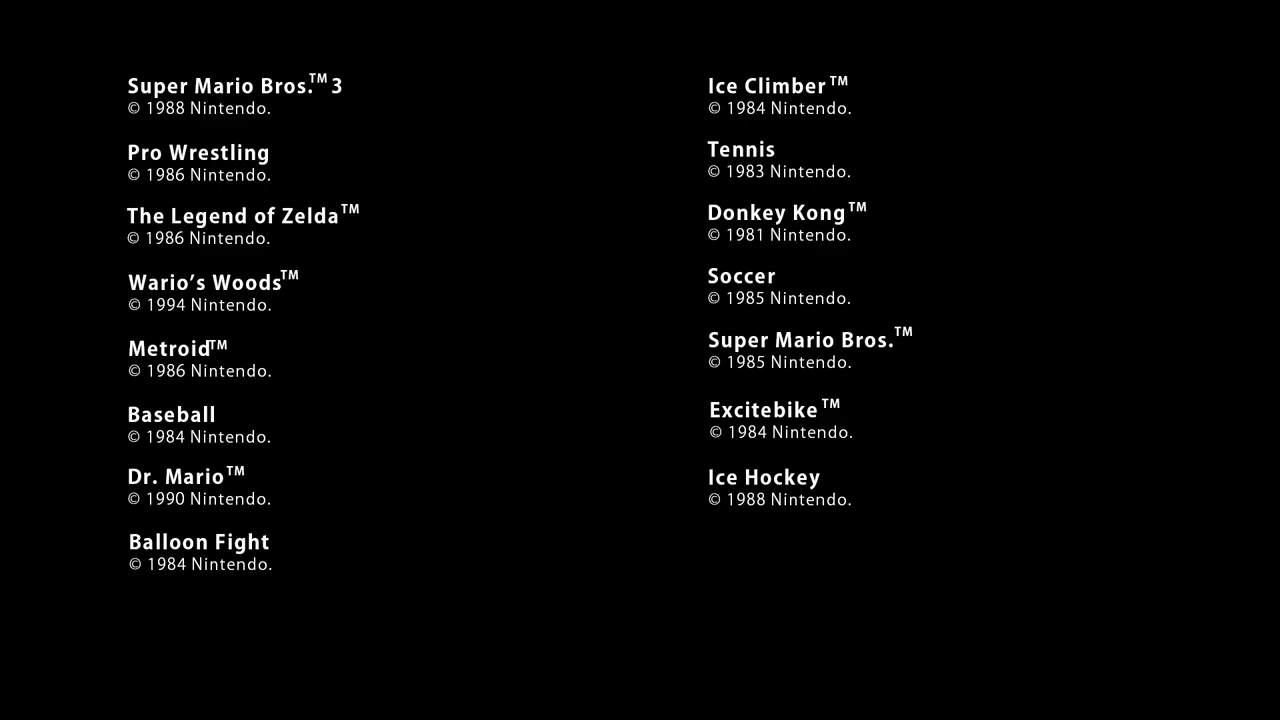 Super Mario Bros.™ 3
© 1988 Nintendo.
Pro Wrestling
© 1986 Nintendo.
The Legend of Zelda™
© 1986 Nintendo.
Wario’s Woods™
© 1994 Nintendo.
Metroid™
© 1986 Nintendo.
Baseball
© 1984 Nintendo.
Dr. Mario™
© 1990 Nintendo.
Balloon Fight
© 1984 Nintendo.
Ice Climber™
© 1984 Nintendo.
Tennis
© 1983 Nintendo.
Donkey Kong™
© 1981 Nintendo.
Soccer
© 1985 Nintendo.
Super Mario Bros.™
© 1985 Nintendo.
Excitebike™
© 1984 Nintendo.
Ice Hockey
© 1988 Nintendo.